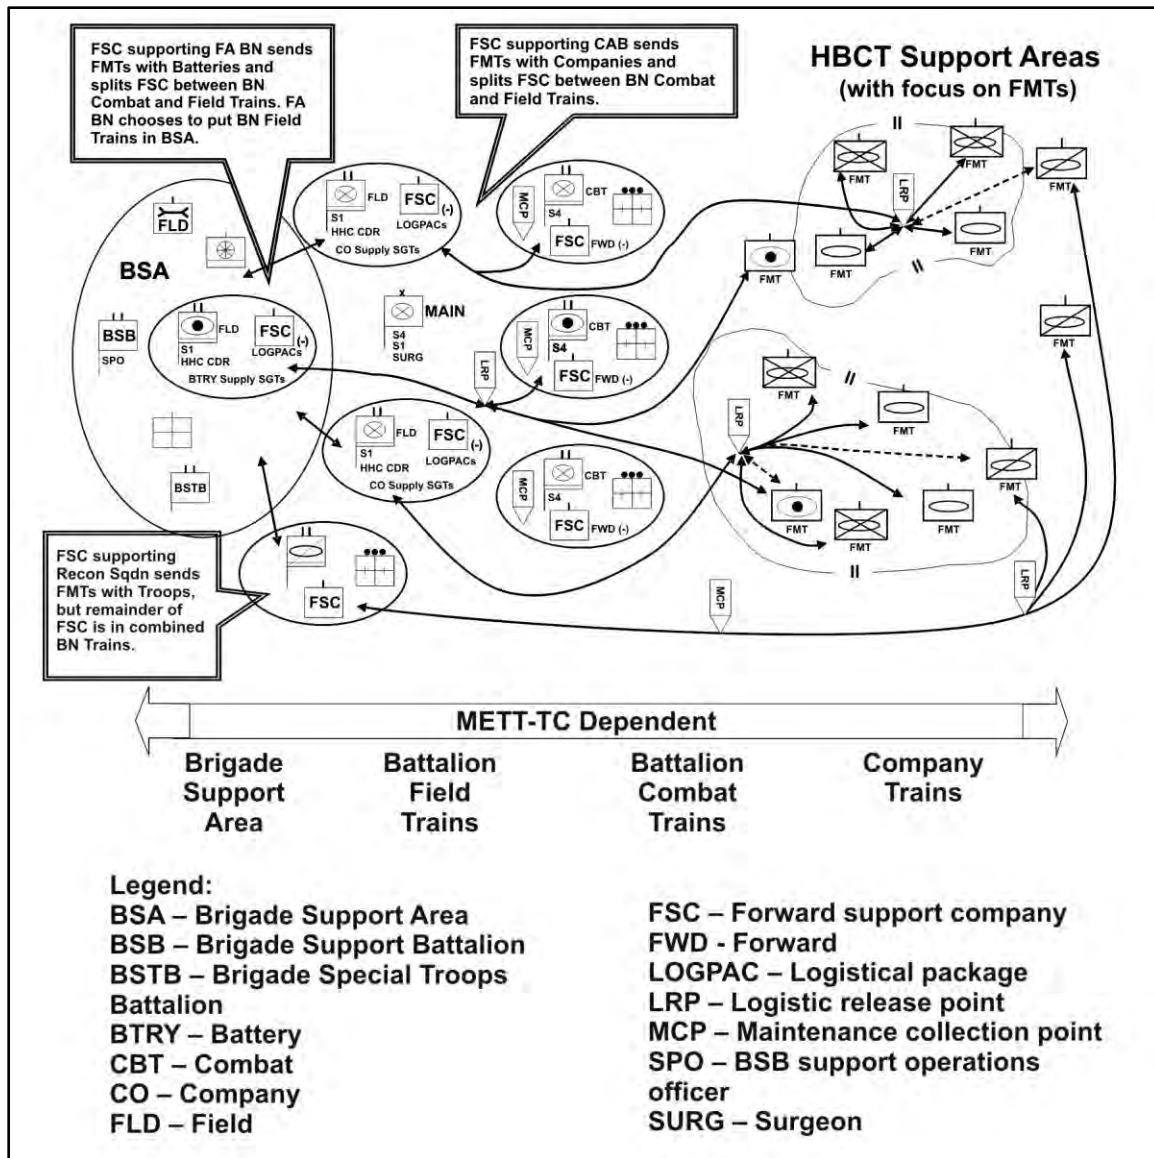 FSC supporting FA BN sends
FMTs with Batteries and
splits FSC between BN
Combat and Field Trains. FA
BN chooses to put BN Field
Trains in BSA.
FSC supporting CAB sends
FMTs with Companies and
splits FSC between BN Combat
and Field Trains.
HBCT Support Areas
(with focus on FMTs)
FLD
BSA
BSB
SPO
FLD
S1
HHC CDR
FSC
(-)
LOGPACs
BTRY Supply SGTs
BSTB
FLD
S1
HHC CDR
FSC
(-)
LOGPACs
CO Supply SGTs
X
MAIN
S4
S1
SURG
FLD
S1
HHC CDR
FSC
(-)
LOGPACs
CO Supply SGTs
FSC
MCP
CBT
S4
FSC
FWD (-)
LRP
MCP
CBT
S4
FSC
FWD (-)
MCP
CBT
S4
FSC
FWD (-)
II
FMT
FMT
LRP
FMT
FMT
FMT
II
FMT
FMT
FMT
II
LRP
FMT
FMT
FMT
FMT
FMT
FMT
II
MCP
LRP
FSC supporting
Recon Sqdn sends
FMTs with Troops,
but remainder of
FSC is in combined
BN Trains.
METT-TC Dependent
Brigade
Support
Area
Battalion
Field
Trains
Battalion
Combat
Trains
Company
Trains
Legend:
BSA – Brigade Support Area
BSB – Brigade Support Battalion
BSTB – Brigade Special Troops
Battalion
BTRY – Battery
CBT – Combat
CO – Company
FLD – Field
FSC – Forward support company
FWD - Forward
LOGPAC – Logistical package
LRP – Logistic release point
MCP – Maintenance collection point
SPO – BSB support operations
officer
SURG – Surgeon